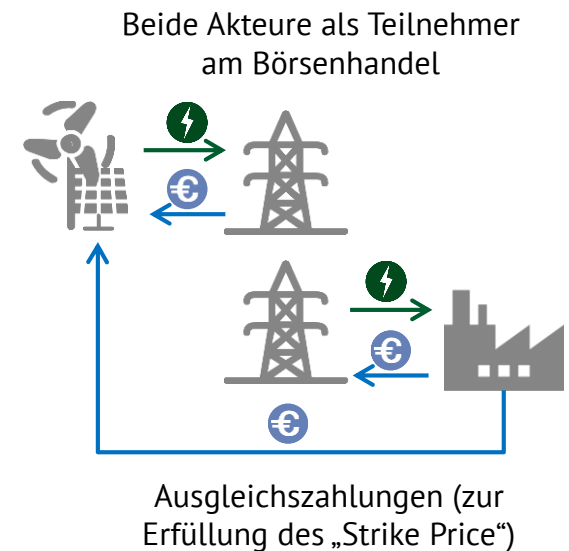 Beide Akteure als Teilnehmer
am Börsenhandel
€
€
€
Ausgleichszahlungen (zur
Erfüllung des „Strike Price“)